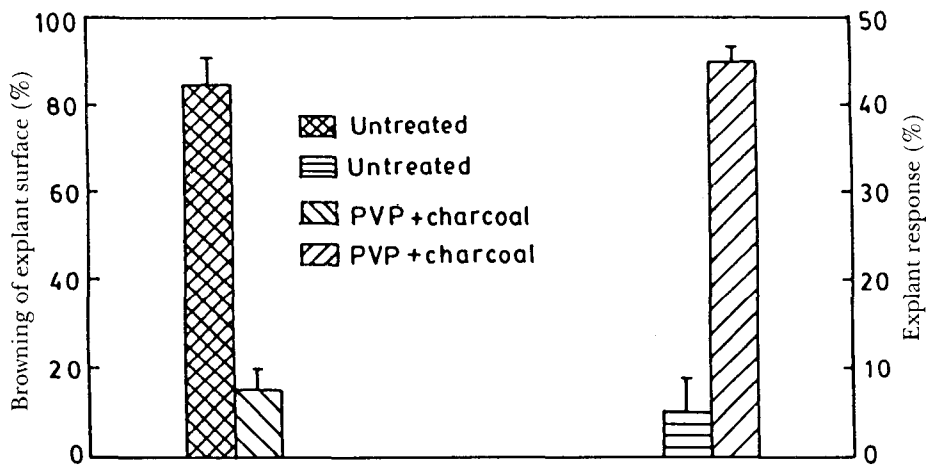 Browning of explant surface (%)
100
80
60
40
20
0
Untreated
Untreated
PVP + charcoal
PVP + charcoal
50
40
30
20
10
0
Explant response (%)